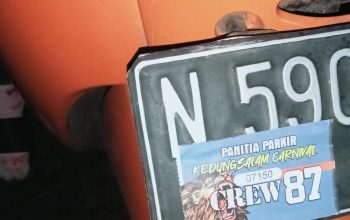 N 590
PANITIA PARKIR
KEDUNGSALAM CARNIVAL
07150
CREW 87